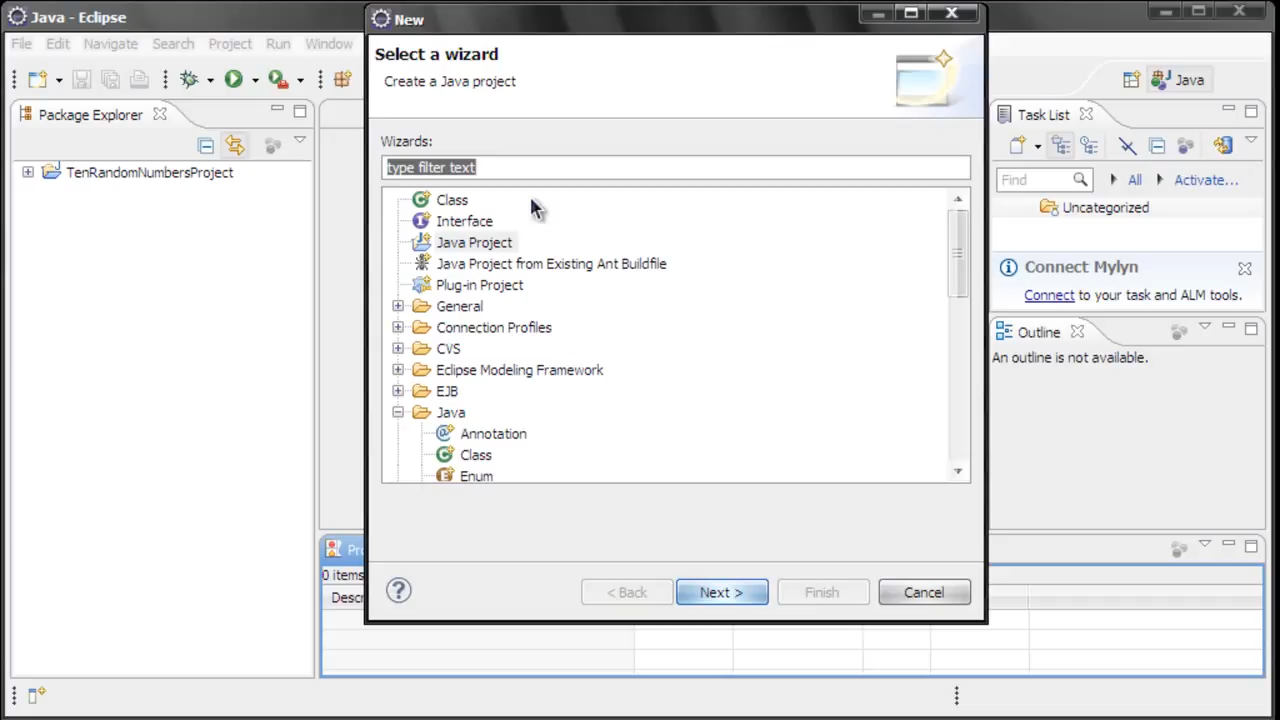 Java - Eclipse
File Edit Navigate Search Project Run Window
Java
Package Explorer
TenRandomNumbersProject
New
Select a wizard
Create a Java project
Wizards:
type filter text
Class
Interface
Java Project
Java Project from Existing Ant Buildfile
Plug-in Project
General
Connection Profiles
CVS
Eclipse Modeling Framework
EJB
Java
Annotation
Class
Enum
< Back Next > Finish Cancel
Task List
Find All Activate...
Uncategorized
Connect Mylyn
Connect to your task and ALM tools.
Outline
An outline is not available.
0 items